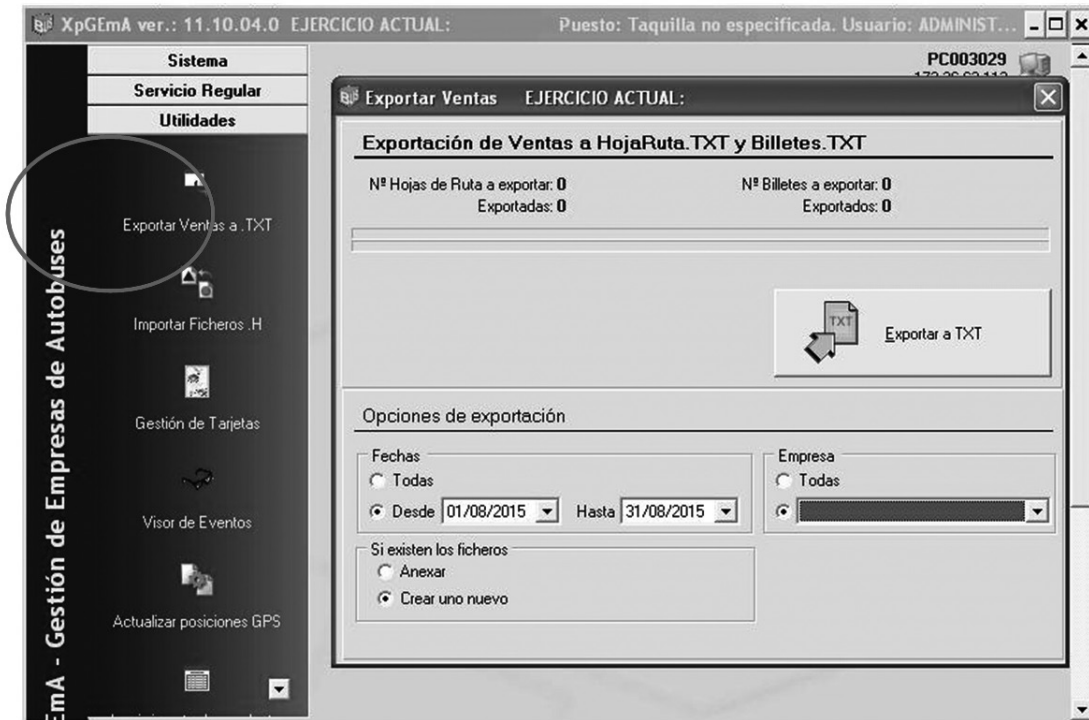 XpGEmA ver.: 11.10.04.0 EJERCICIO ACTUAL: Puesto: Taquilla no especificada. Usuario: ADMINIST...
Sistema
Servicio Regular
Utilidades
Exportar Ventas a .TXT
Importar Ficheros .H
Gestión de Tarjetas
Visor de Eventos
Actualizar posiciones GPS
EmA - Gestión de Empresas de Autobuses
PC003029
Exportar Ventas EJERCICIO ACTUAL:
Exportación de Ventas a HojaRuta.TXT y Billetes.TXT
Nº Hojas de Ruta a exportar: 0 Nº Billetes a exportar: 0
Exportadas: 0 Exportados: 0
TXT
Exportar a TXT
Opciones de exportación
Fechas
Todas
Desde 01/08/2015 Hasta 31/08/2015
Empresa
Todas
Si existen los ficheros
Anexar
Crear uno nuevo